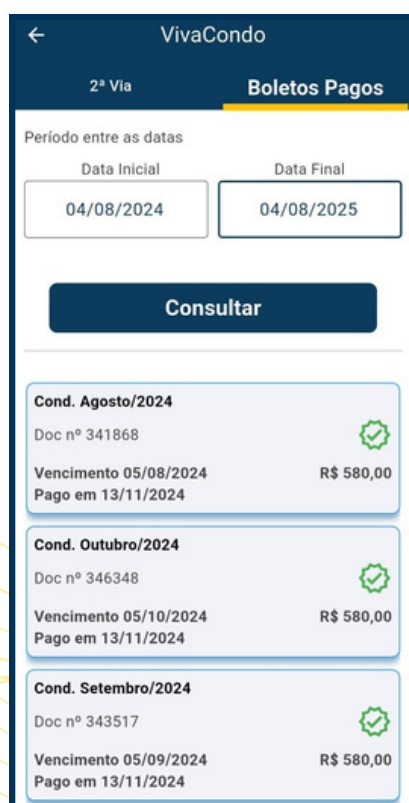 VivaCondo
2ª Via
Boletos Pagos
Período entre as datas
Data Inicial
Data Final
04/08/2024
04/08/2025
Consultar
Cond. Agosto/2024
Doc nº 341868
Vencimento 05/08/2024
R$ 580,00
Pago em 13/11/2024
Cond. Outubro/2024
Doc nº 346348
Vencimento 05/10/2024
R$ 580,00
Pago em 13/11/2024
Cond. Setembro/2024
Doc nº 343517
Vencimento 05/09/2024
R$ 580,00
Pago em 13/11/2024